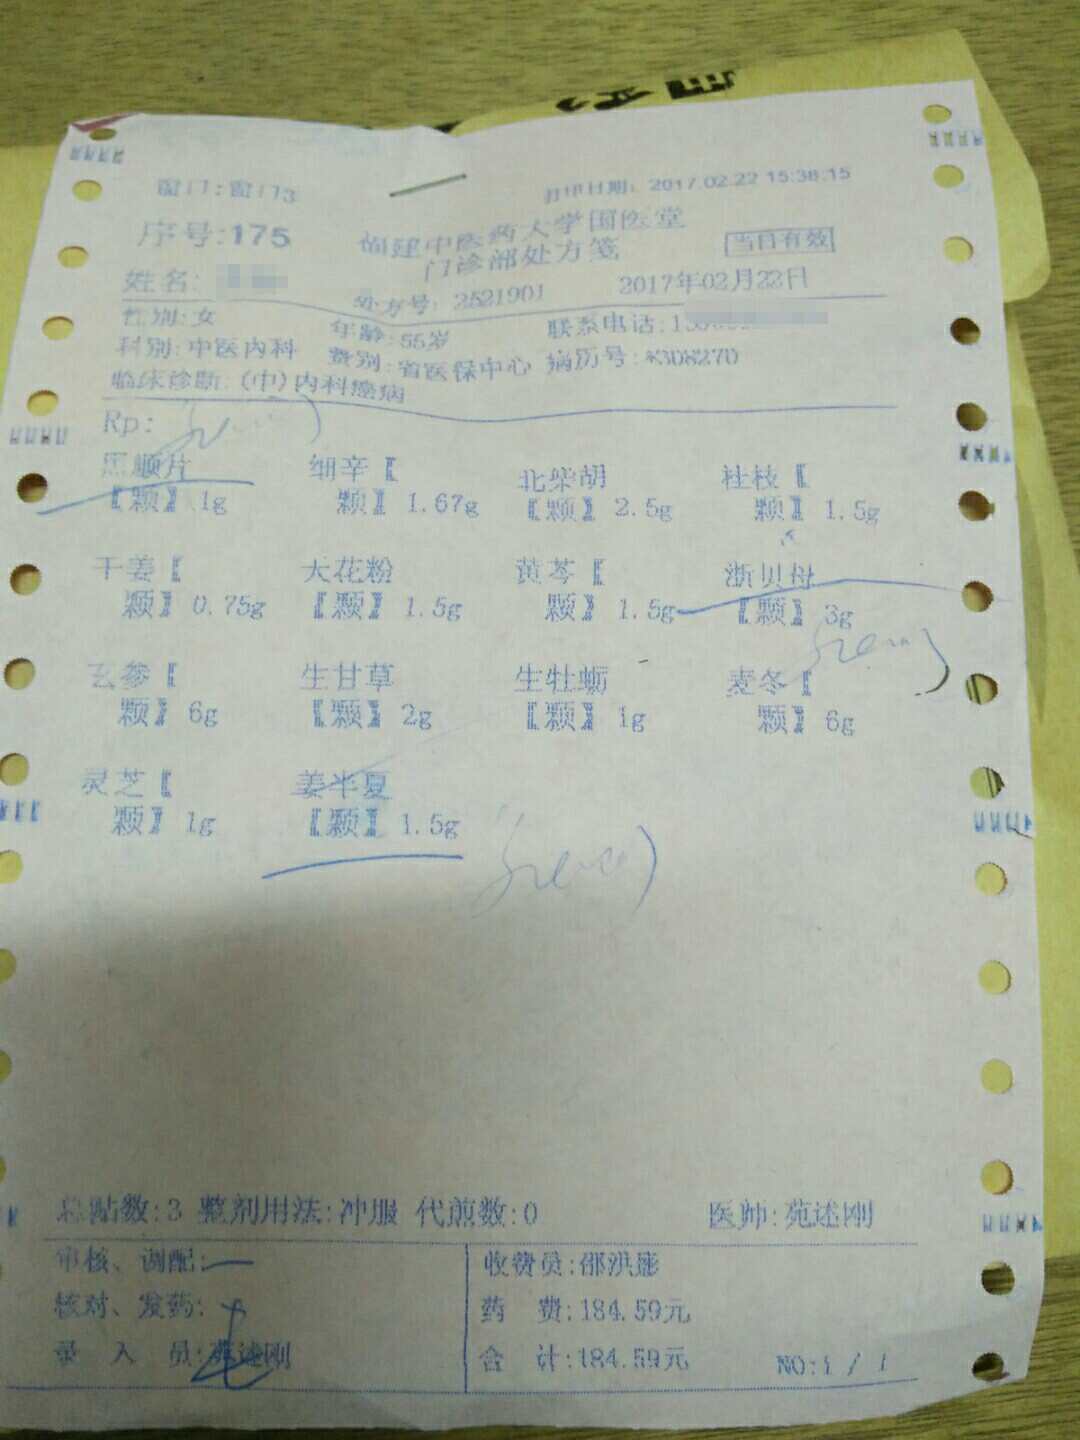 窗门:窗门3
打印日期: 2017.02.22 15:38:15
序号:175
福建中医药大学国医堂
门诊部处方笺
当日有效
姓名:
处方号: 2521901
2017年02月22日
性别:女
年龄:55岁
联系电话:15
科别:中医内科
费别:省医保中心
病历号:K308270
临床诊断:(中)内科痉病
Rp:
黑顺片 细辛【 北柴胡 桂枝【
【颗】 1g 颗】 1.67g 【颗】 2.5g 颗】 1.5g
干姜【 天花粉 黄芩【 浙贝母
颗】 0.75g 【颗】 1.5g 颗】 1.5g 【颗】 3g
玄参【 生甘草 生牡蛎 麦冬【
颗】 6g 【颗】 2g 【颗】 1g 颗】 6g
灵芝【 姜半夏
颗】 1g 【颗】 1.5g
总贴数:3 整剂用法:冲服 代煎数:0 医师:苑述刚
审核、调配: 收费员:邵洪彪
核对、发药: 药 费:184.59元
录 入 员:苑述刚 合 计:184.59元 NO:1 / 1